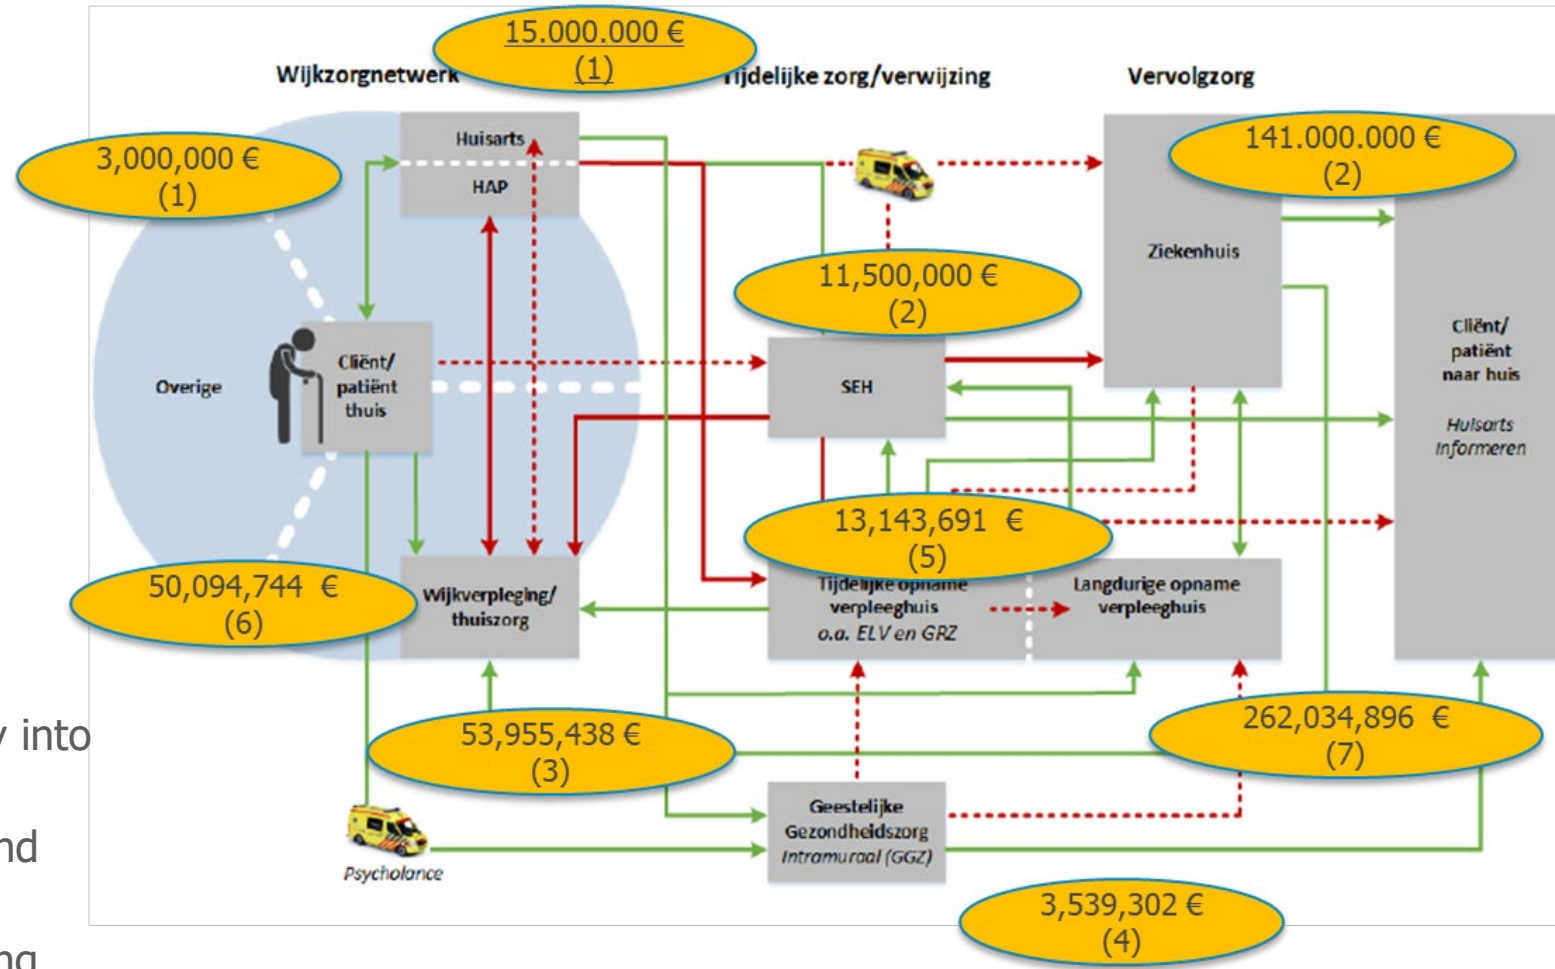 15.000.000 €
(1)
Wijkzorgnetwerk
Tijdelijke zorg/verwijzing
Vervolgzorg
3,000,000 €
(1)
Huisarts
HAP
141.000.000 €
(2)
Ziekenhuis
11,500,000 €
(2)
Overige
Cliënt/
patiënt
thuis
SEH
Cliënt/
patiënt
naar huis
Huisarts
informeren
13,143,691 €
(5)
50,094,744 €
(6)
Wijkverpleging/
thuiszorg
Tijdelijke opname
verpleeghuis
o.a. ELV en GRZ
Langdurige opname
verpleeghuis
53,955,438 €
(3)
262,034,896 €
(7)
into
Geestelijke
Gezondheidszorg
Intramuraal (GGZ)
Psycholance
3,539,302 €
(4)